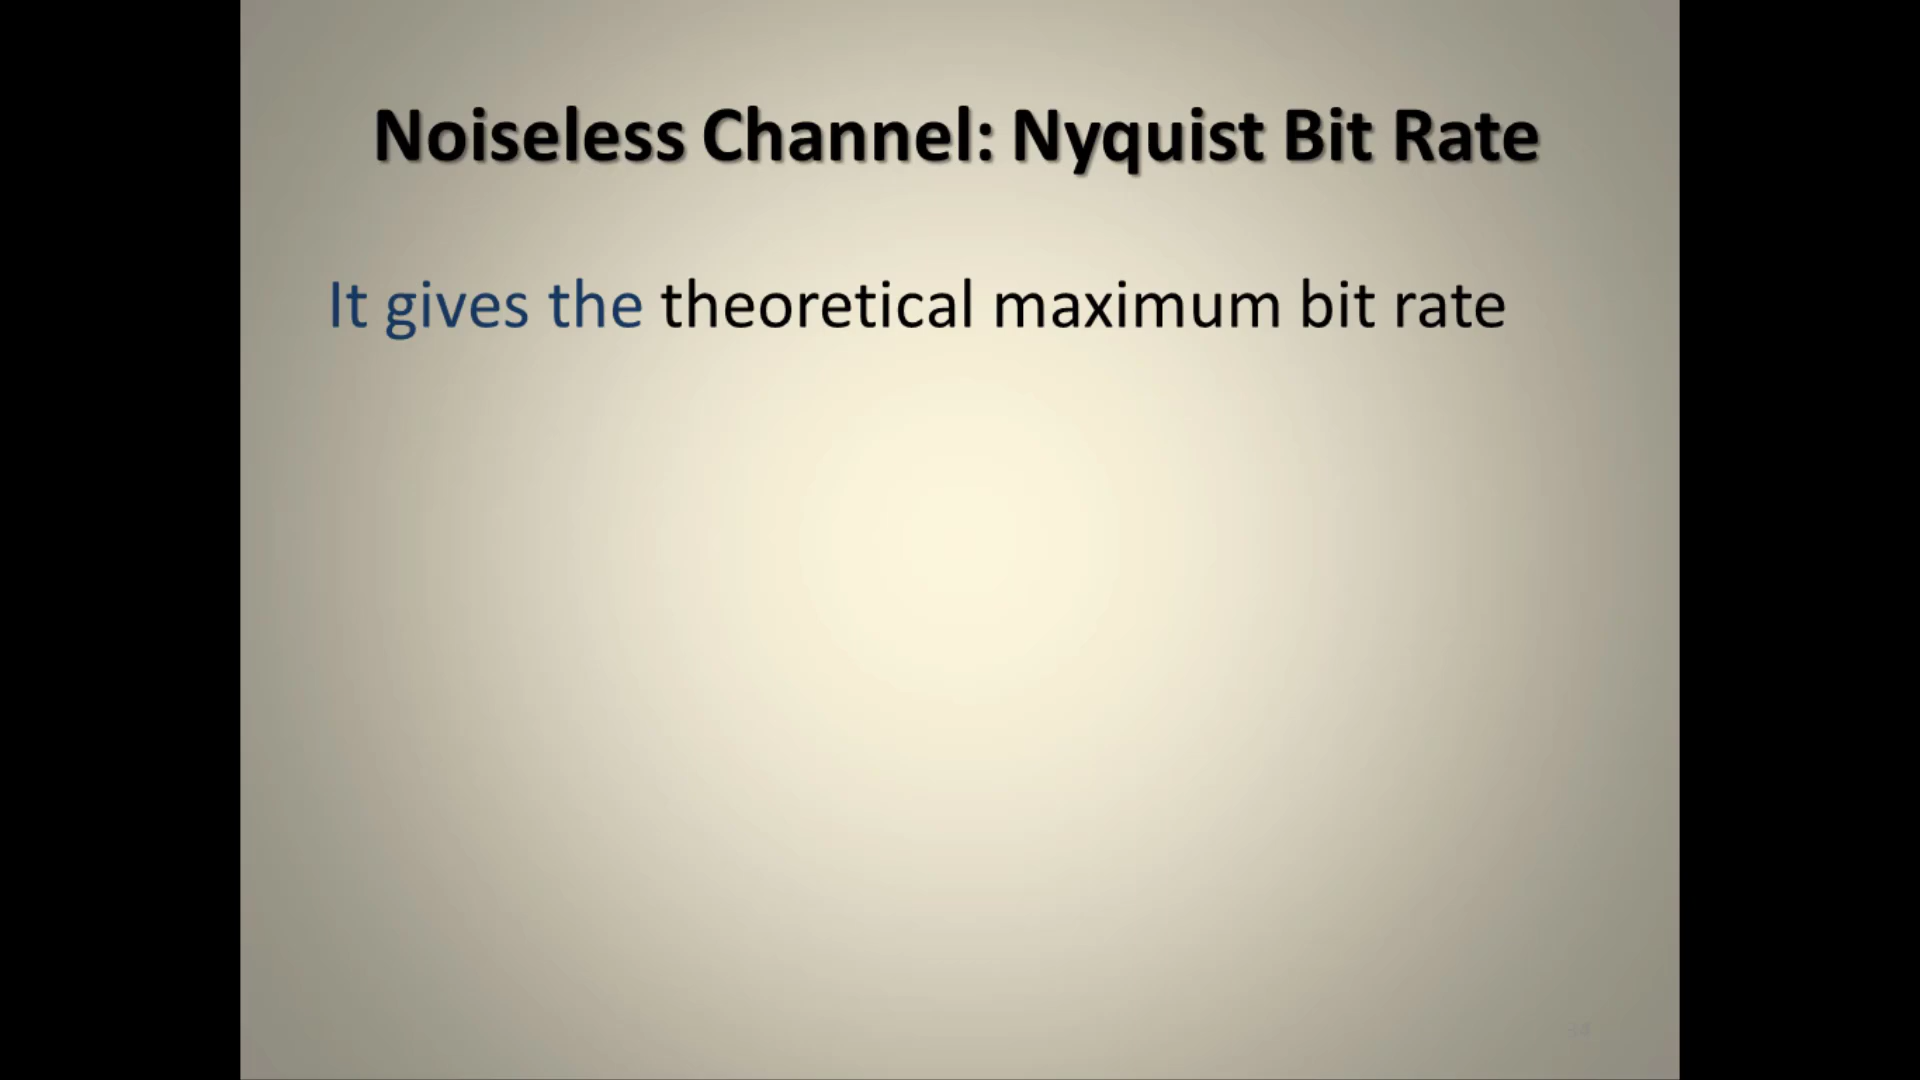 Noiseless Channel: Nyquist Bit Rate
It gives the theoretical maximum bit rate